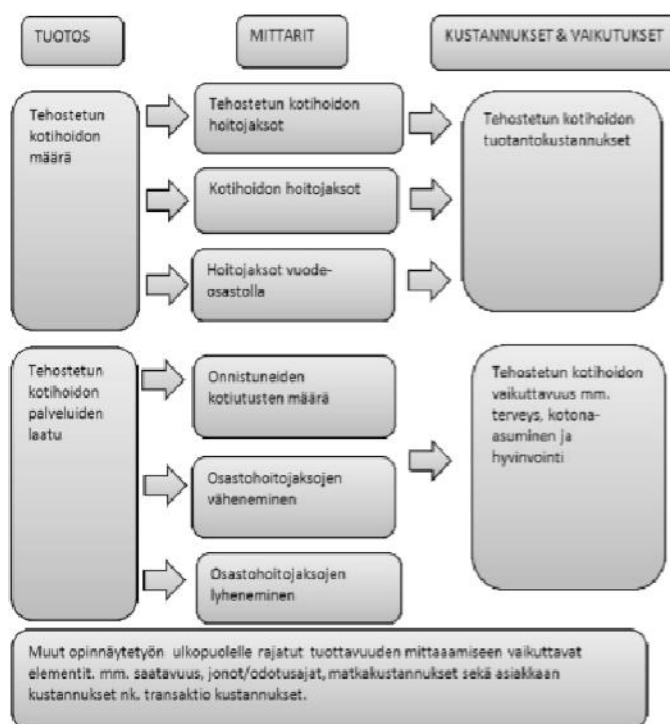 TUOTOS
MITTARIT
KUSTANNUKSET & VAIKUTUKSET
Tehostetun
kotihoidon
määrä
Tehostetun kotihoidon
hoitojaksot
Kotihoidon hoitojaksot
Hoitojaksot vuode-
osastolla
Tehostetun kotihoidon
tuotantokustannukset
Tehostetun
kotihoidon
palveluiden
laatu
Onnistuneiden
kotiutusten määrä
Osastohoitojaksojen
väheneminen
Osastohoitojaksojen
lyheneminen
Tehostetun kotihoidon
vaikuttavuus mm.
terveys, kotona-
asuminen ja
hyvinvointi
Muut opinnäytetyön ulkopuolelle rajatut tuottavuuden mittaamiseen vaikuttavat
elementit. mm. saatavuus, jonot/odotusajat, matkakustannukset sekä asiakkaan
kustannukset nk. transaktio kustannukset.